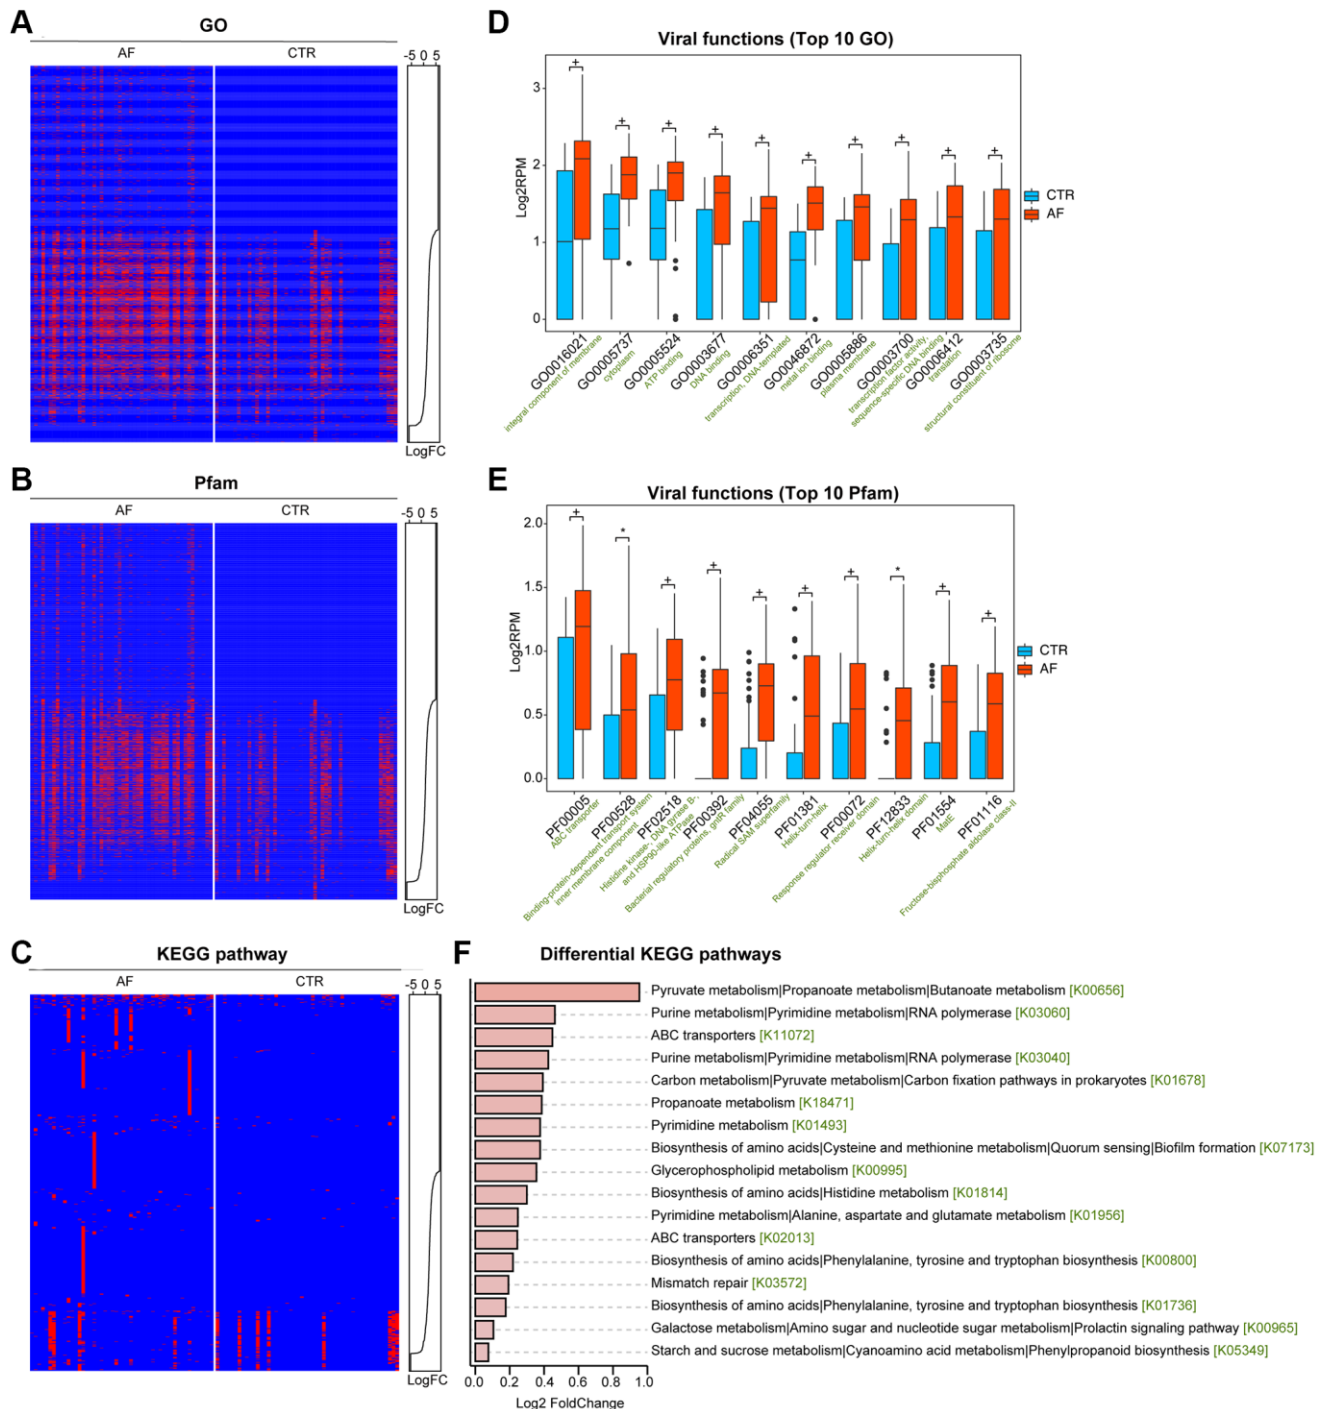 A
GO
AF
CTR
-5 0 5
LogFC
B
Pfam
AF
CTR
-5 0 5
LogFC
C
KEGG pathway
AF
CTR
-5 0 5
LogFC
D
Viral functions (Top 10 GO)
Log2RPM
3
2
1
0
+
+
+
+
+
+
+
+
+
+
CTR
AF
GO0016021
integral component of membrane
GO0005737
cytoplasm
GO0005524
ATP binding
GO0003677
DNA binding
GO0006351
transcription, DNA-templated
GO0046872
metal ion binding
GO0005886
plasma membrane
GO0003700
transcription factor activity,
sequence-specific DNA binding
GO0006412
translation
GO0003735
structural constituent of ribosome
E
Viral functions (Top 10 Pfam)
Log2RPM
2.0
1.5
1.0
0.5
0.0
+
*
+
+
+
+
+
*
+
+
CTR
AF
PF00005
ABC transporter
PF00528
Binding-protein-dependent transport system
inner membrane component
PF02518
Histidine kinase-, DNA gyrase B-,
and HSP90-like ATPase
PF00392
Bacterial regulatory proteins, gntR family
PF04055
Radical SAM superfamily
PF01381
Helix-turn-helix
PF00072
Response regulator receiver domain
PF12833
Helix-turn-helix domain
PF01554
MatE
PF01116
Fructose-bisphosphate aldolase class-II
F
Differential KEGG pathways
Pyruvate metabolism|Propanoate metabolism|Butanoate metabolism [K00656]
Purine metabolism|Pyrimidine metabolism|RNA polymerase [K03060]
ABC transporters [K11072]
Purine metabolism|Pyrimidine metabolism|RNA polymerase [K03040]
Carbon metabolism|Pyruvate metabolism|Carbon fixation pathways in prokaryotes [K01678]
Propanoate metabolism [K18471]
Pyrimidine metabolism [K01493]
Biosynthesis of amino acids|Cysteine and methionine metabolism|Quorum sensing|Biofilm formation [K07173]
Glycerophospholipid metabolism [K00995]
Biosynthesis of amino acids|Histidine metabolism [K01814]
Pyrimidine metabolism|Alanine, aspartate and glutamate metabolism [K01956]
ABC transporters [K02013]
Biosynthesis of amino acids|Phenylalanine, tyrosine and tryptophan biosynthesis [K00800]
Mismatch repair [K03572]
Biosynthesis of amino acids|Phenylalanine, tyrosine and tryptophan biosynthesis [K01736]
Galactose metabolism|Amino sugar and nucleotide sugar metabolism|Prolactin signaling pathway [K00965]
Starch and sucrose metabolism|Cyanoamino acid metabolism|Phenylpropanoid biosynthesis [K05349]
0.0 0.2 0.4 0.6 0.8 1.0
Log2 FoldChange